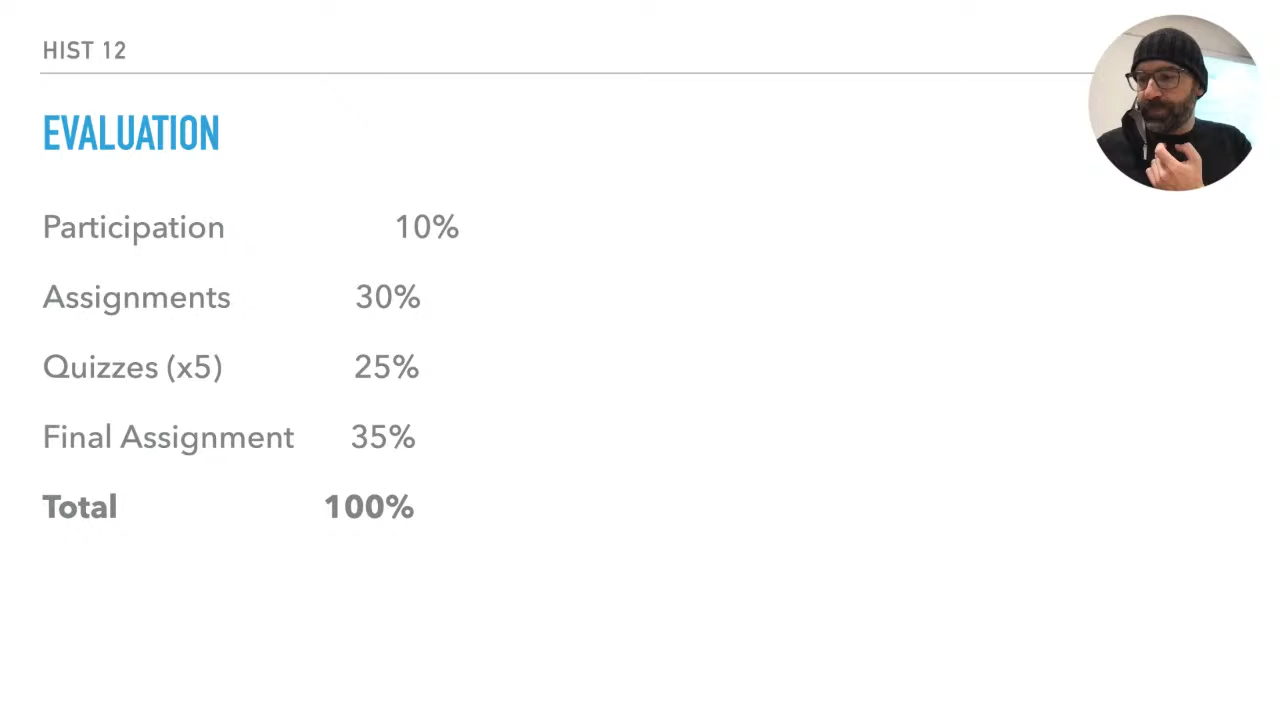 HIST 12
EVALUATION
Participation 10%
Assignments 30%
Quizzes (x5) 25%
Final Assignment 35%
Total 100%